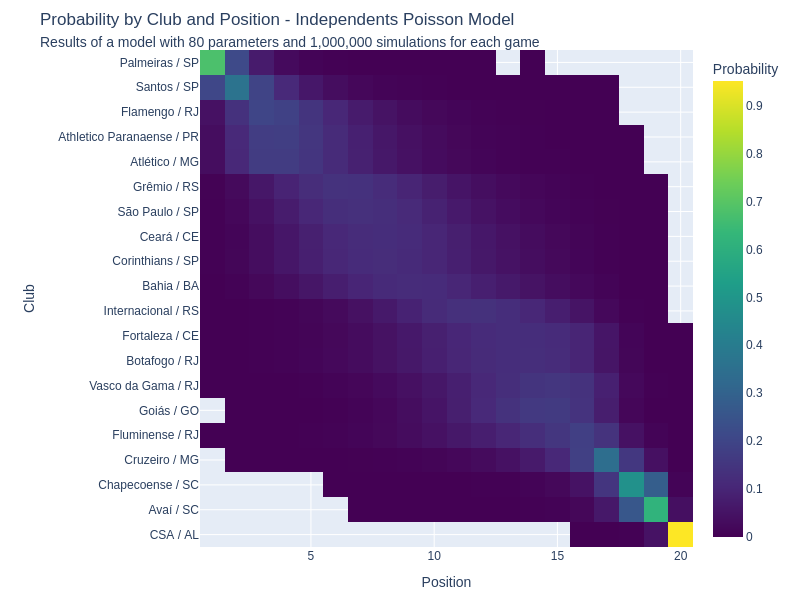 Probability by Club and Position - Independents Poisson Model
Results of a model with 80 parameters and 1,000,000 simulations for each game
Probability
Palmeiras / SP
Santos / SP
Flamengo / RJ
Athletico Paranaense / PR
Atlético / MG
Grêmio / RS
São Paulo / SP
Ceará / CE
Corinthians / SP
Bahia / BA
Internacional / RS
Fortaleza / CE
Botafogo / RJ
Vasco da Gama / RJ
Goiás / GO
Fluminense / RJ
Cruzeiro / MG
Chapecoense / SC
Avaí / SC
CSA / AL
Club
5
10
15
20
Position
0.9
0.8
0.7
0.6
0.5
0.4
0.3
0.2
0.1
0